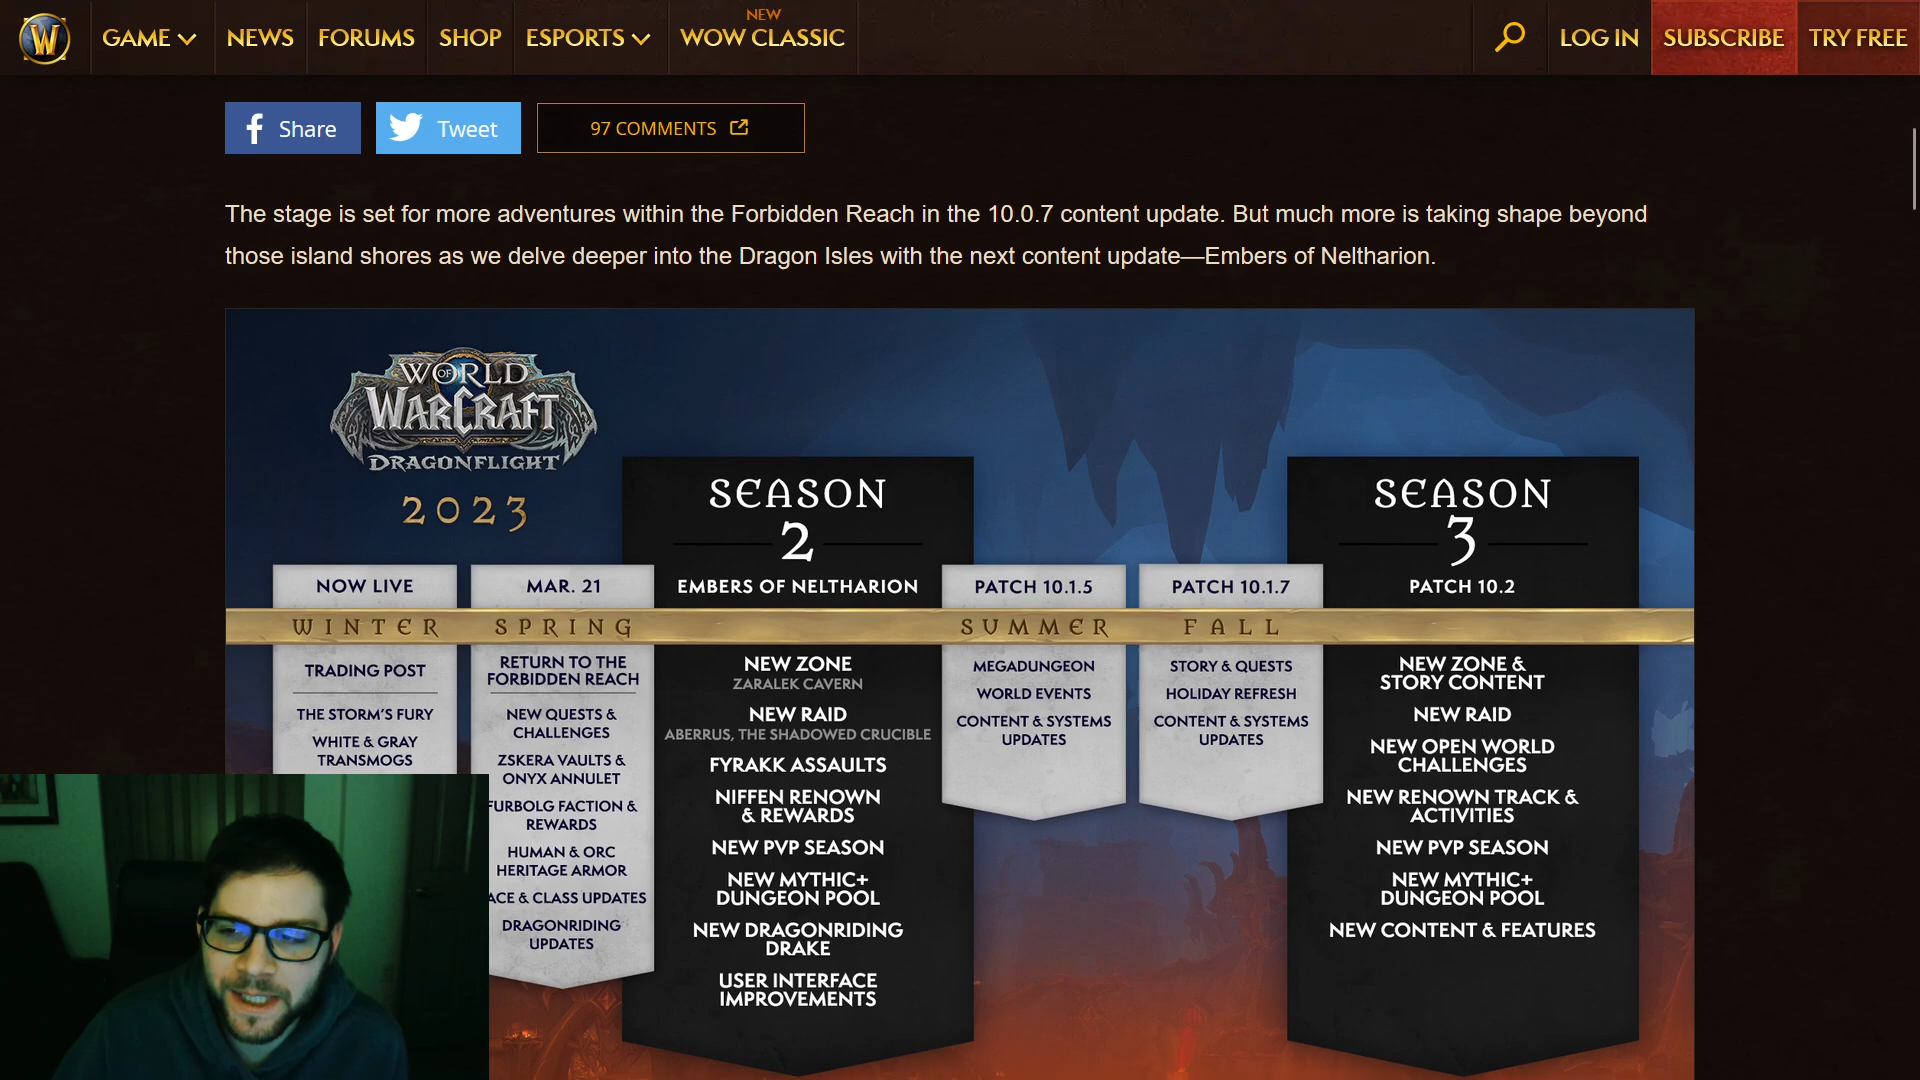 GAME
NEWS
FORUMS
SHOP
ESPORTS
NEW
WOW CLASSIC
LOG IN
SUBSCRIBE
TRY FREE
Share
Tweet
97 COMMENTS
The stage is set for more adventures within the Forbidden Reach in the 10.0.7 content update. But much more is taking shape beyond
those island shores as we delve deeper into the Dragon Isles with the next content update—Embers of Neltharion.
WORLD
OF
WARCRAFT
DRAGONFLIGHT
2023
NOW LIVE
WINTER
TRADING POST
THE STORM'S FURY
WHITE & GRAY
TRANSMOGS
MAR. 21
SPRING
RETURN TO THE
FORBIDDEN REACH
NEW QUESTS &
CHALLENGES
ZSKERA VAULTS &
ONYX ANNULET
FURBOLG FACTION &
REWARDS
HUMAN & ORC
HERITAGE ARMOR
ACE & CLASS UPDATES
DRAGONRIDING
UPDATES
SEASON
2
EMBERS OF NELTHARION
NEW ZONE
ZARALEK CAVERN
NEW RAID
ABERRUS, THE SHADOWED CRUCIBLE
FYRAKK ASSAULTS
NIFFEN RENOWN
& REWARDS
NEW PVP SEASON
NEW MYTHIC+
DUNGEON POOL
NEW DRAGONRIDING
DRAKE
USER INTERFACE
IMPROVEMENTS
PATCH 10.1.5
SUMMER
MEGADUNGEON
WORLD EVENTS
CONTENT & SYSTEMS
UPDATES
PATCH 10.1.7
FALL
STORY & QUESTS
HOLIDAY REFRESH
CONTENT & SYSTEMS
UPDATES
SEASON
3
PATCH 10.2
NEW ZONE &
STORY CONTENT
NEW RAID
NEW OPEN WORLD
CHALLENGES
NEW RENOWN TRACK &
ACTIVITIES
NEW PVP SEASON
NEW MYTHIC+
DUNGEON POOL
NEW CONTENT & FEATURES